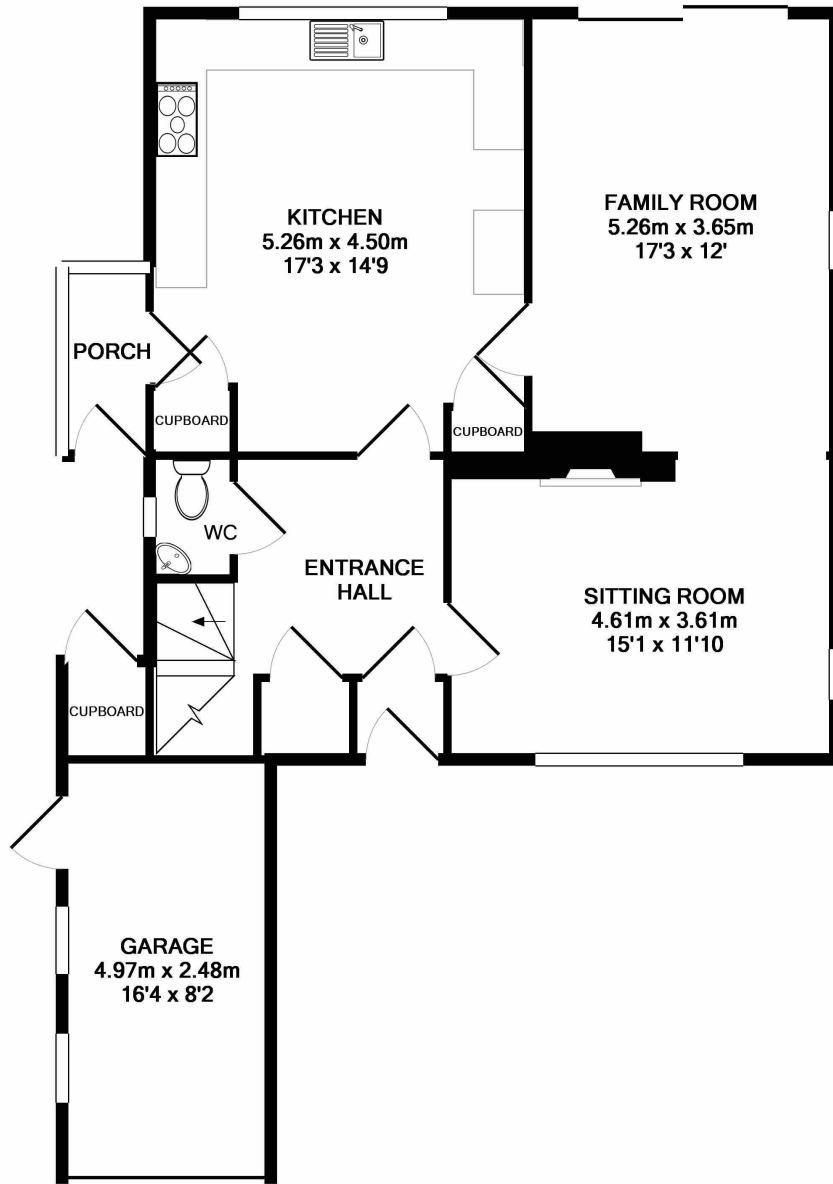 KITCHEN
5.26m x 4.50m
17'3 x 14'9
FAMILY ROOM
5.26m x 3.65m
17'3 x 12'
PORCH
CUPBOARD
CUPBOARD
WC
ENTRANCE
HALL
SITTING ROOM
4.61m x 3.61m
15'1 x 11'10
CUPBOARD
GARAGE
4.97m x 2.48m
16'4 x 8'2